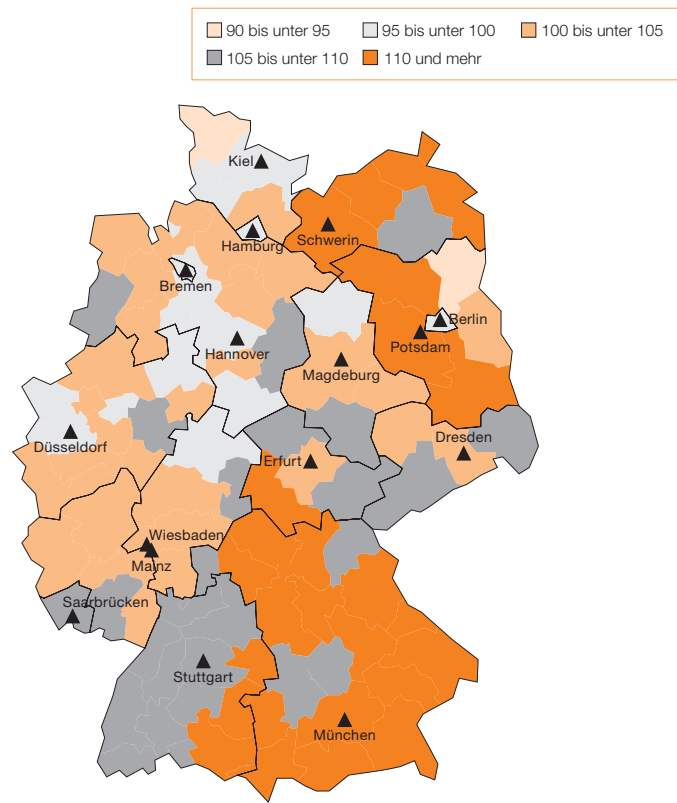 90 bis unter 95 95 bis unter 100 100 bis unter 105
105 bis unter 110 110 und mehr
Kiel
Hamburg
Schwerin
Bremen
Berlin
Hannover
Potsdam
Magdeburg
Düsseldorf
Dresden
Erfurt
Wiesbaden
Mainz
Saarbrücken
Stuttgart
München